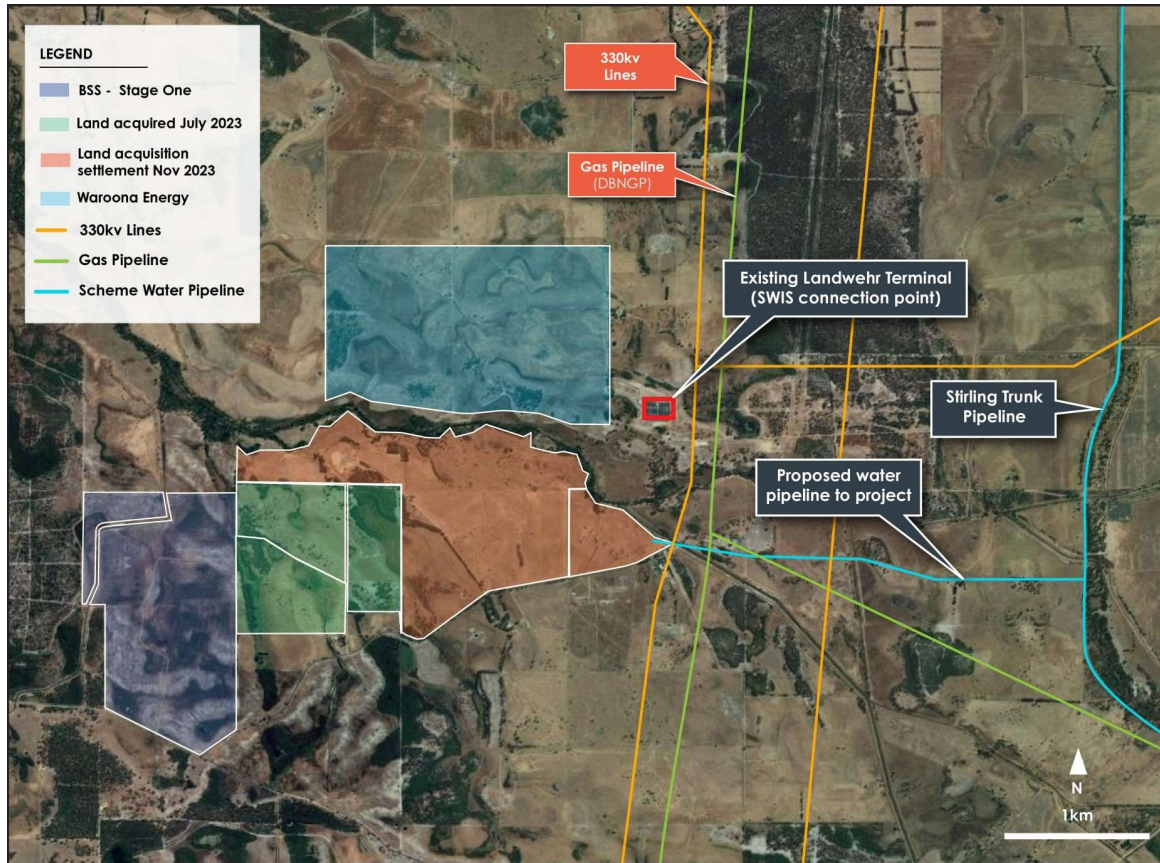 LEGEND
BSS - Stage One
Land acquired July 2023
Land acquisition
settlement Nov 2023
Waroona Energy
330kv Lines
Gas Pipeline
Scheme Water Pipeline
330kv
Lines
Gas Pipeline
(DBNGP)
Existing Landwehr Terminal
(SWIS connection point)
Stirling Trunk
Pipeline
Proposed water
pipeline to project
N
1km